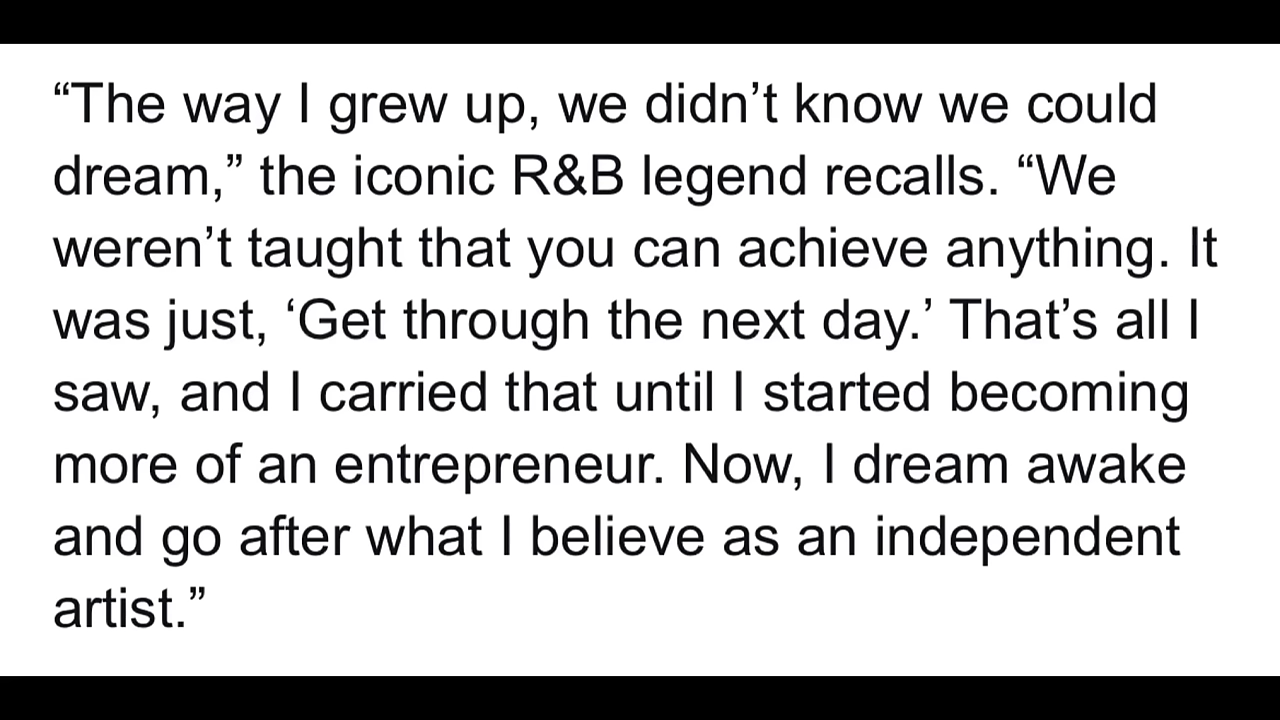 “The way I grew up, we didn’t know we could
dream,” the iconic R&B legend recalls. “We
weren’t taught that you can achieve anything. It
was just, ‘Get through the next day.’ That’s all I
saw, and I carried that until I started becoming
more of an entrepreneur. Now, I dream awake
and go after what I believe as an independent
artist.”